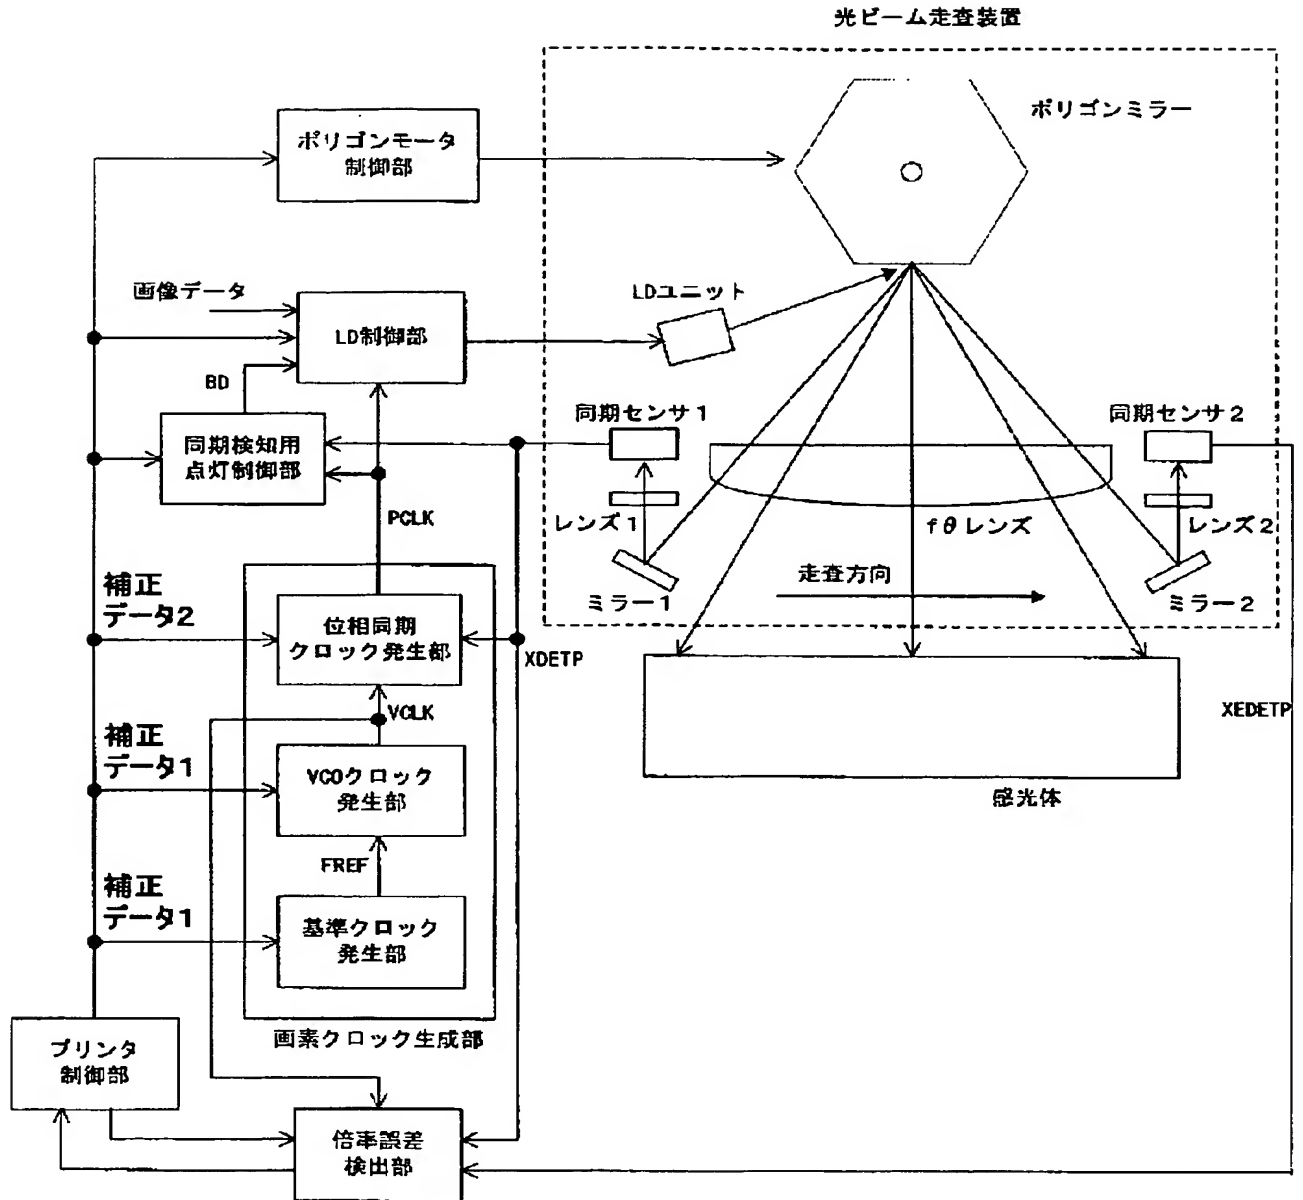 光ビーム走査装置
ポリゴンミラー
ポリゴンモータ
制御部
画像データ
LDユニット
LD制御部
BD
同期センサ1
同期センサ2
同期検知用
点灯制御部
レンズ1
fθレンズ
レンズ2
PCLK
走査方向
ミラー1
ミラー2
補正
データ2
位相同期
クロック発生部
XDETP
VCLK
XEDETP
補正
データ1
VCOクロック
発生部
感光体
FREF
補正
データ1
基準クロック
発生部
画素クロック生成部
プリンタ
制御部
倍率誤差
検出部